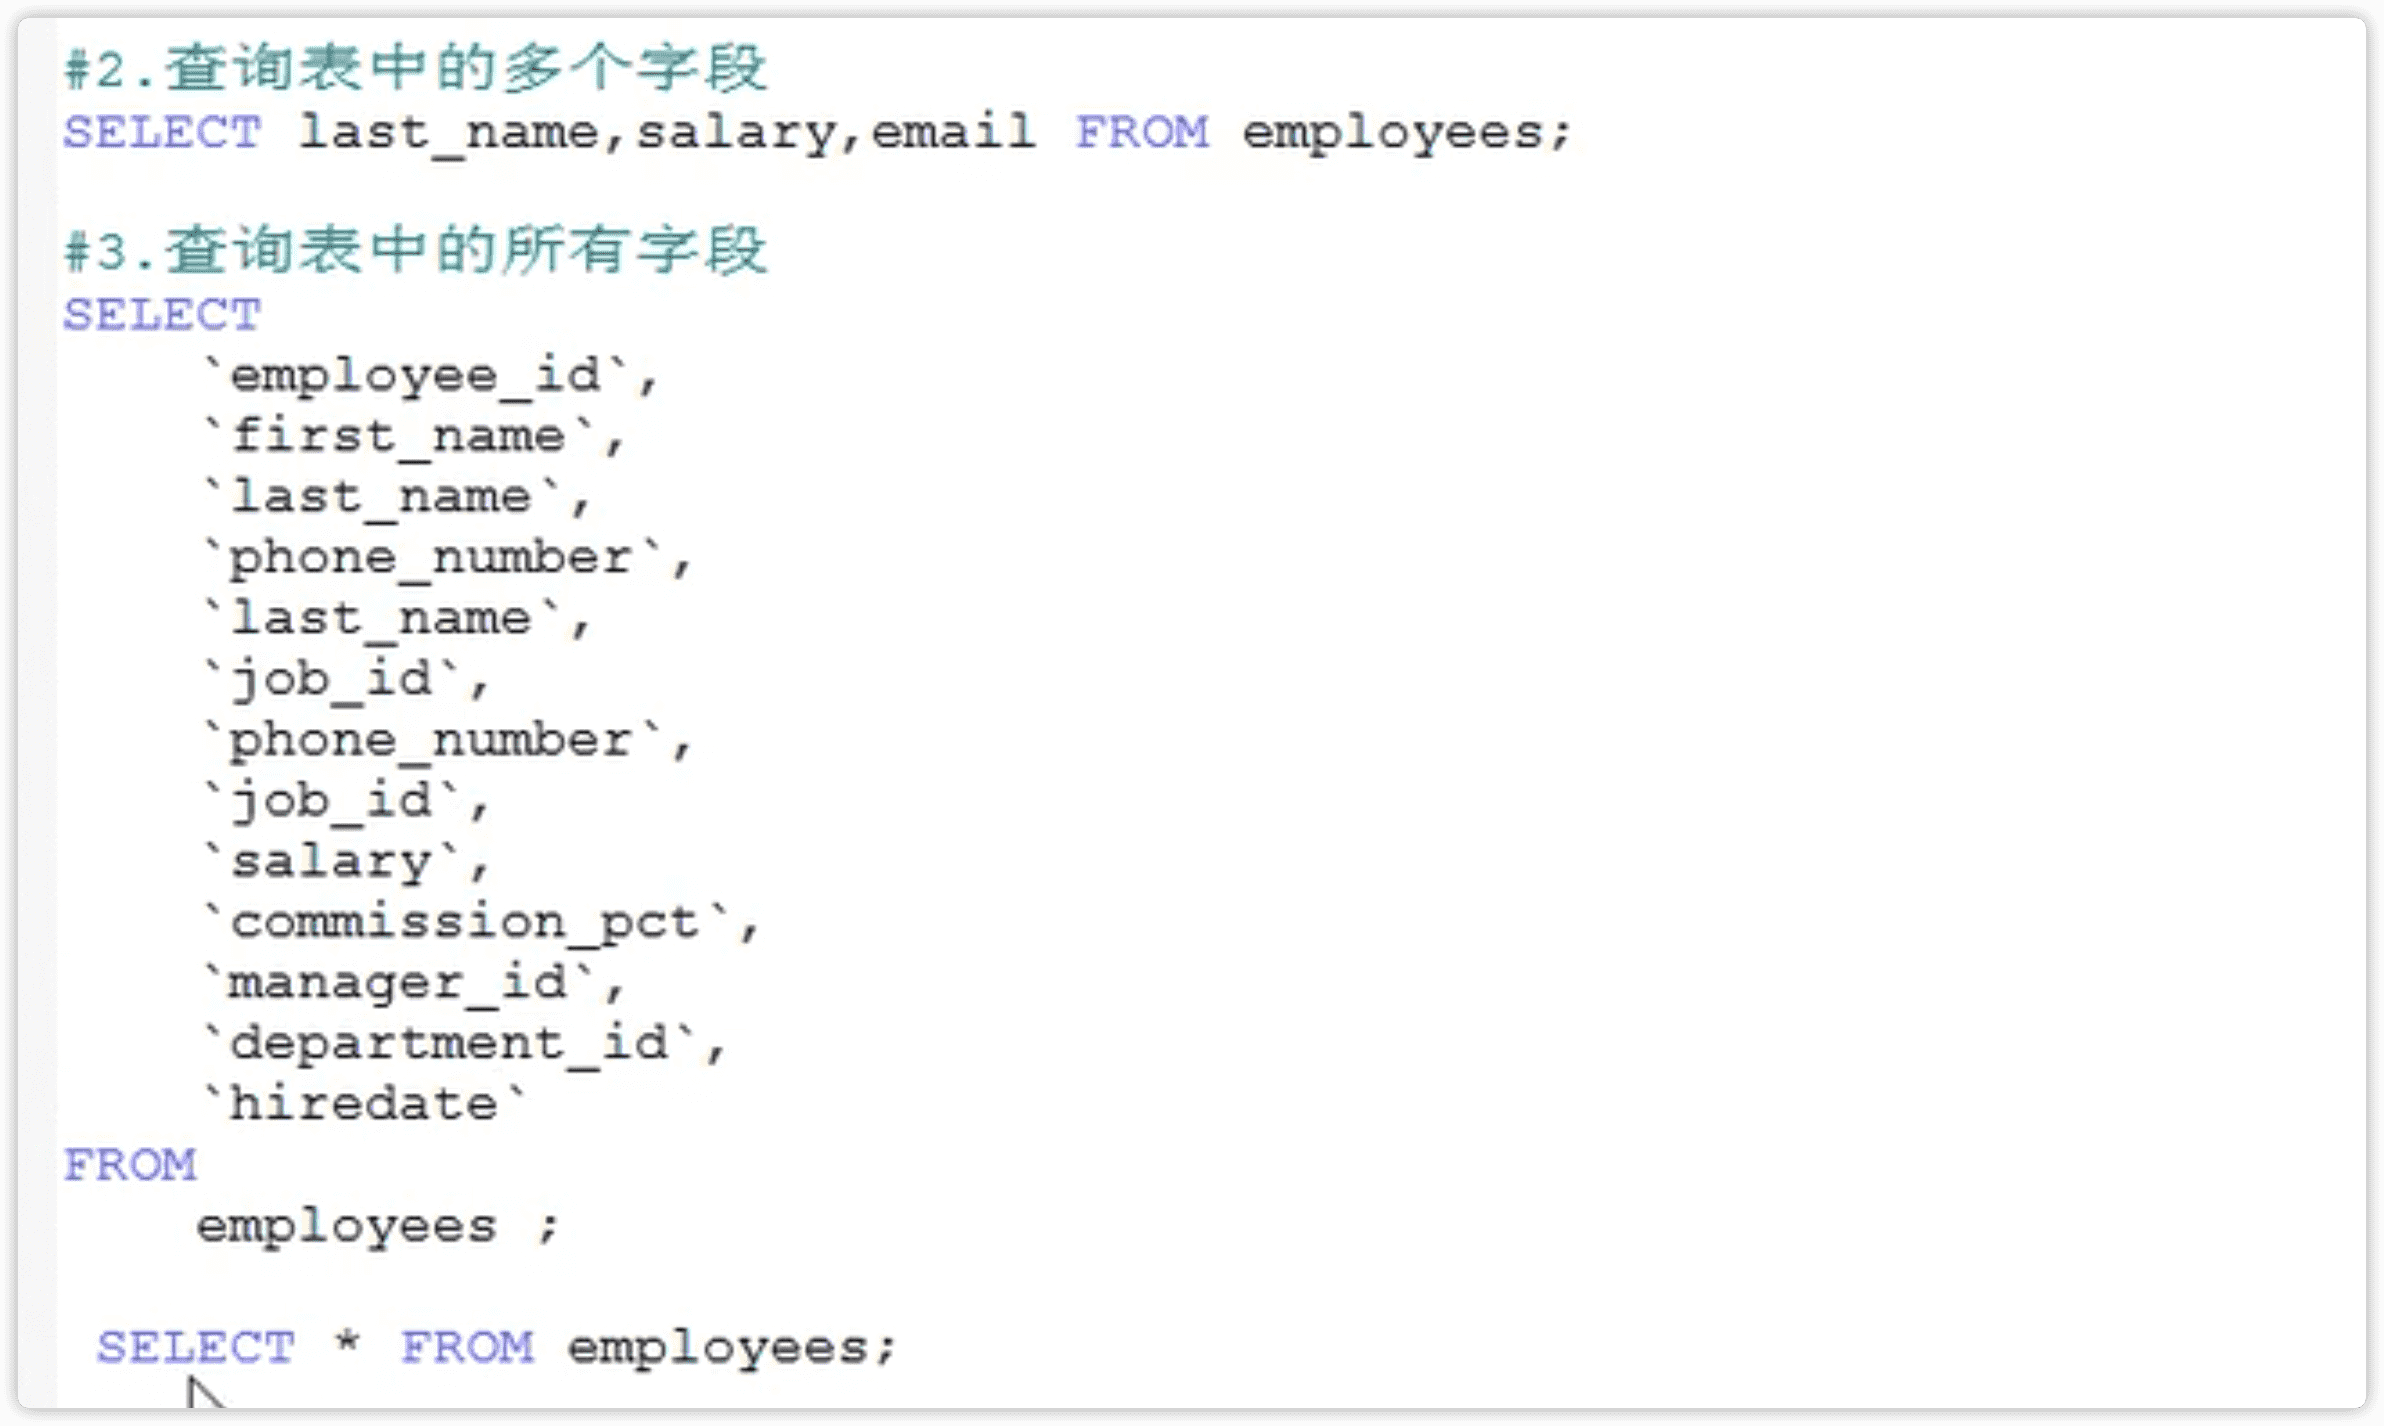 #2.查询表中的多个字段
SELECT last_name,salary,email FROM employees;
#3.查询表中的所有字段
SELECT
`employee_id`,
`first_name`,
`last_name`,
`phone_number`,
`last_name`,
`job_id`,
`phone_number`,
`job_id`,
`salary`,
`commission_pct`,
`manager_id`,
`department_id`,
`hiredate`
FROM
employees ;
SELECT * FROM employees;